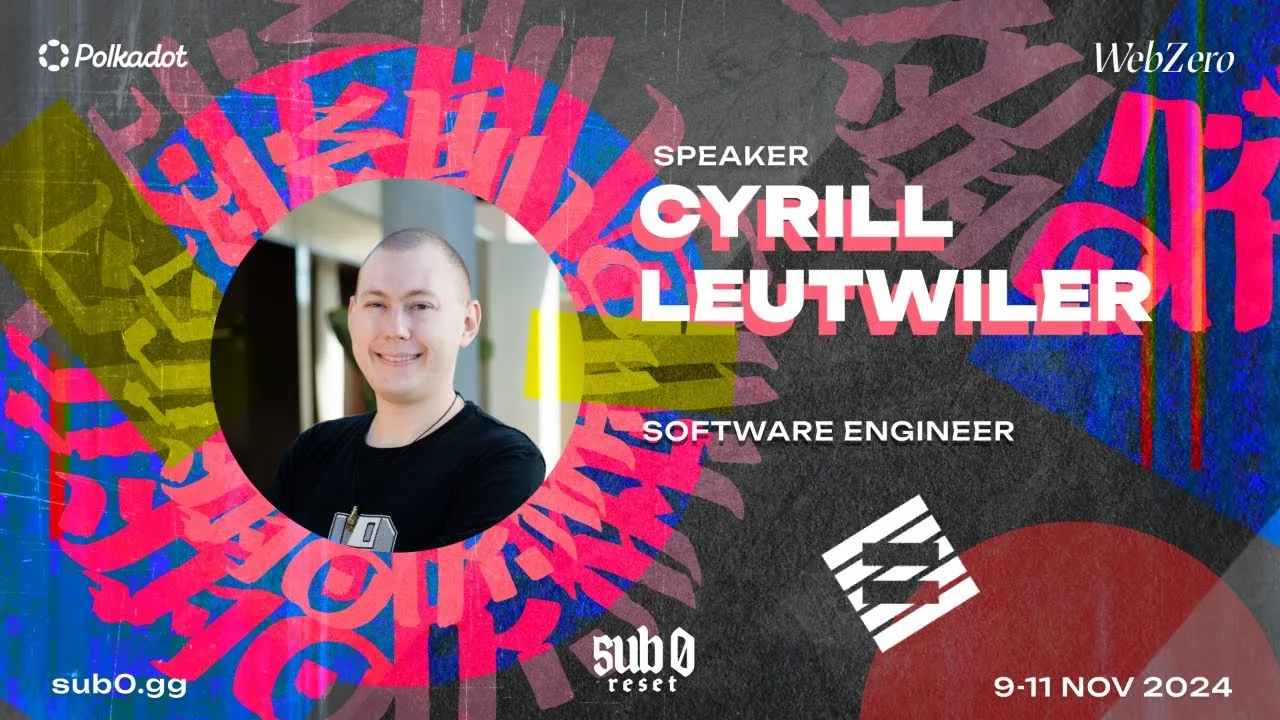 Polkadot
WebZero
SPEAKER
CYRILL
LEUTWILER
SOFTWARE ENGINEER
sub0
reset
sub0.gg
9-11 NOV 2024